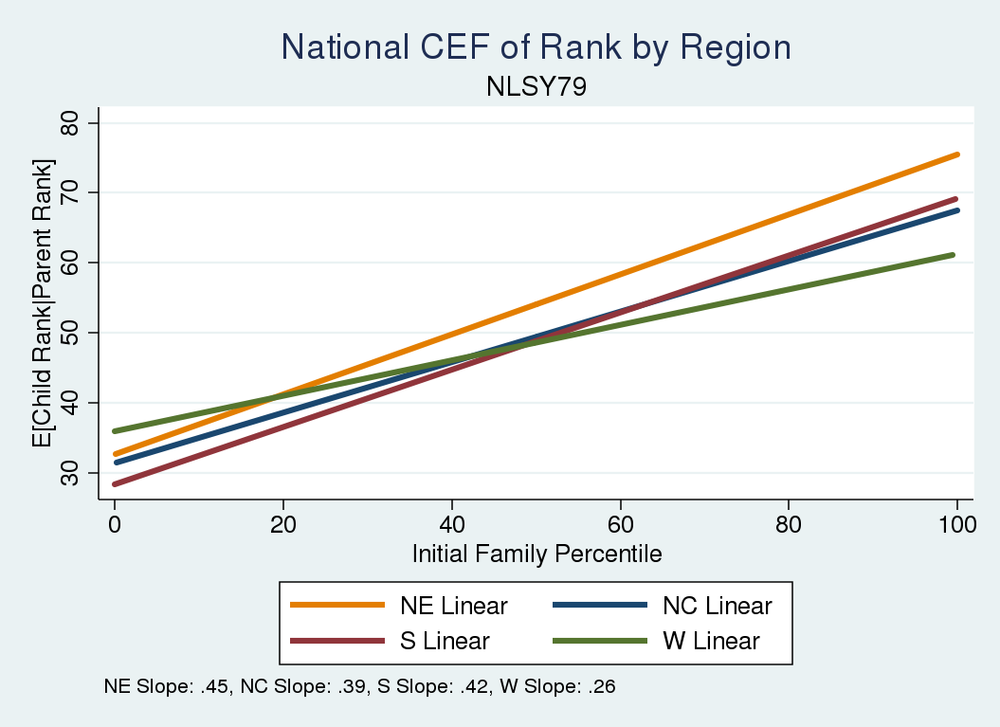 National CEF of Rank by Region
NLSY79
E[Child Rank|Parent Rank]
80
70
60
50
40
30
0 20 40 60 80 100
Initial Family Percentile
NE Linear NC Linear
S Linear W Linear
NE Slope: .45, NC Slope: .39, S Slope: .42, W Slope: .26